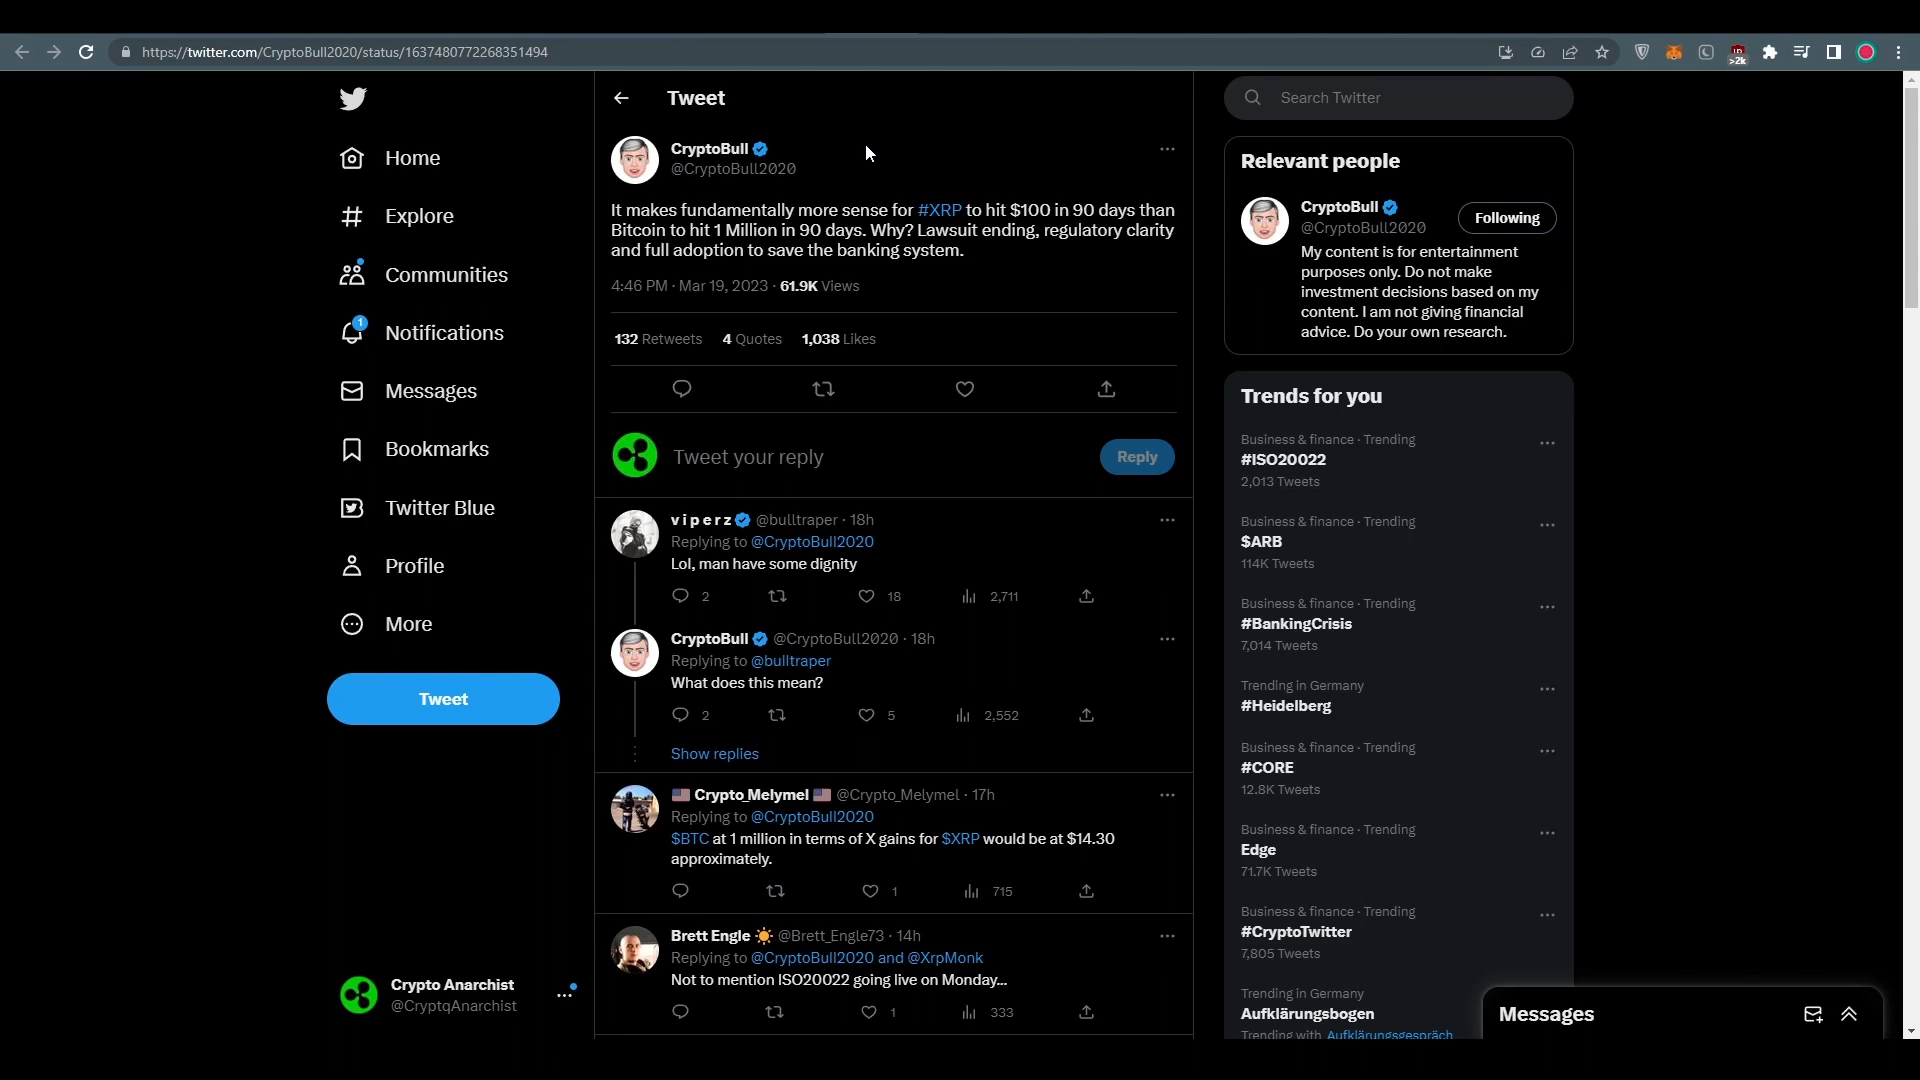 https://twitter.com/CryptoBull2020/status/1637480772268351494
>2k
Home
Explore
Communities
1
Notifications
Messages
Bookmarks
Twitter Blue
Profile
More
Tweet
Crypto Anarchist
@CryptqAnarchist
Tweet
CryptoBull
@CryptoBull2020
It makes fundamentally more sense for #XRP to hit $100 in 90 days than
Bitcoin to hit 1 Million in 90 days. Why? Lawsuit ending, regulatory clarity
and full adoption to save the banking system.
4:46 PM · Mar 19, 2023 · 61.9K Views
132 Retweets 4 Quotes 1,038 Likes
Tweet your reply
Reply
v i p e r z @bulltraper · 18h
Replying to @CryptoBull2020
Lol, man have some dignity
2 18 2,711
CryptoBull @CryptoBull2020 · 18h
Replying to @bulltraper
What does this mean?
2 5 2,552
Show replies
Crypto_Melymel @Crypto_Melymel · 17h
Replying to @CryptoBull2020
$BTC at 1 million in terms of X gains for $XRP would be at $14.30
approximately.
1 715
Brett Engle @Brett_Engle73 · 14h
Replying to @CryptoBull2020 and @XrpMonk
Not to mention ISO20022 going live on Monday...
1 333
Search Twitter
Relevant people
CryptoBull
@CryptoBull2020
Following
My content is for entertainment
purposes only. Do not make
investment decisions based on my
content. I am not giving financial
advice. Do your own research.
Trends for you
Business & finance · Trending
#ISO20022
2,013 Tweets
Business & finance · Trending
$ARB
114K Tweets
Business & finance · Trending
#BankingCrisis
7,014 Tweets
Trending in Germany
#Heidelberg
Business & finance · Trending
#CORE
12.8K Tweets
Business & finance · Trending
Edge
71.7K Tweets
Business & finance · Trending
#CryptoTwitter
7,805 Tweets
Trending in Germany
Aufklärungsbogen
Trending with Aufklärungsgespräch
Messages